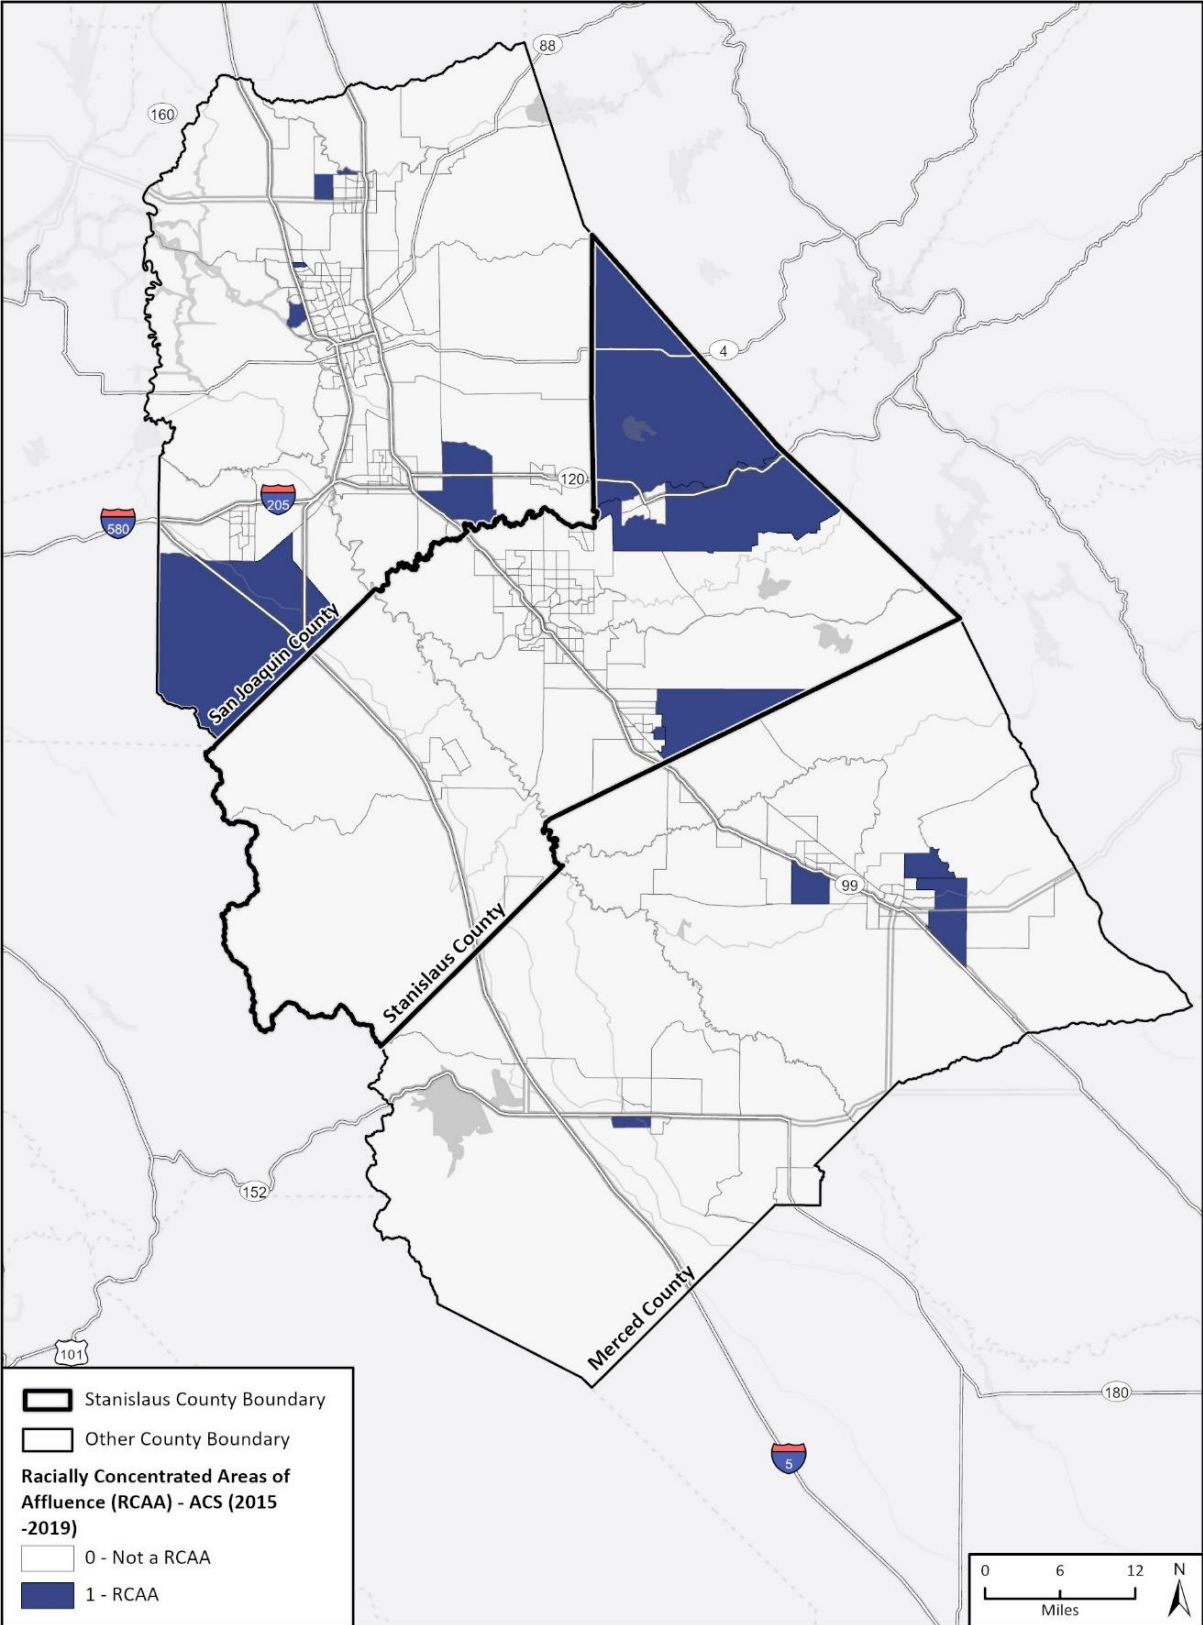 88
160
4
120
205
580
San Joaquin County
99
Stanislaus County
152
Merced County
101
180
5
Stanislaus County Boundary
Other County Boundary
Racially Concentrated Areas of
Affluence (RCAA) - ACS (2015
-2019)
0 - Not a RCAA
1 - RCAA
0 6 12
Miles
N